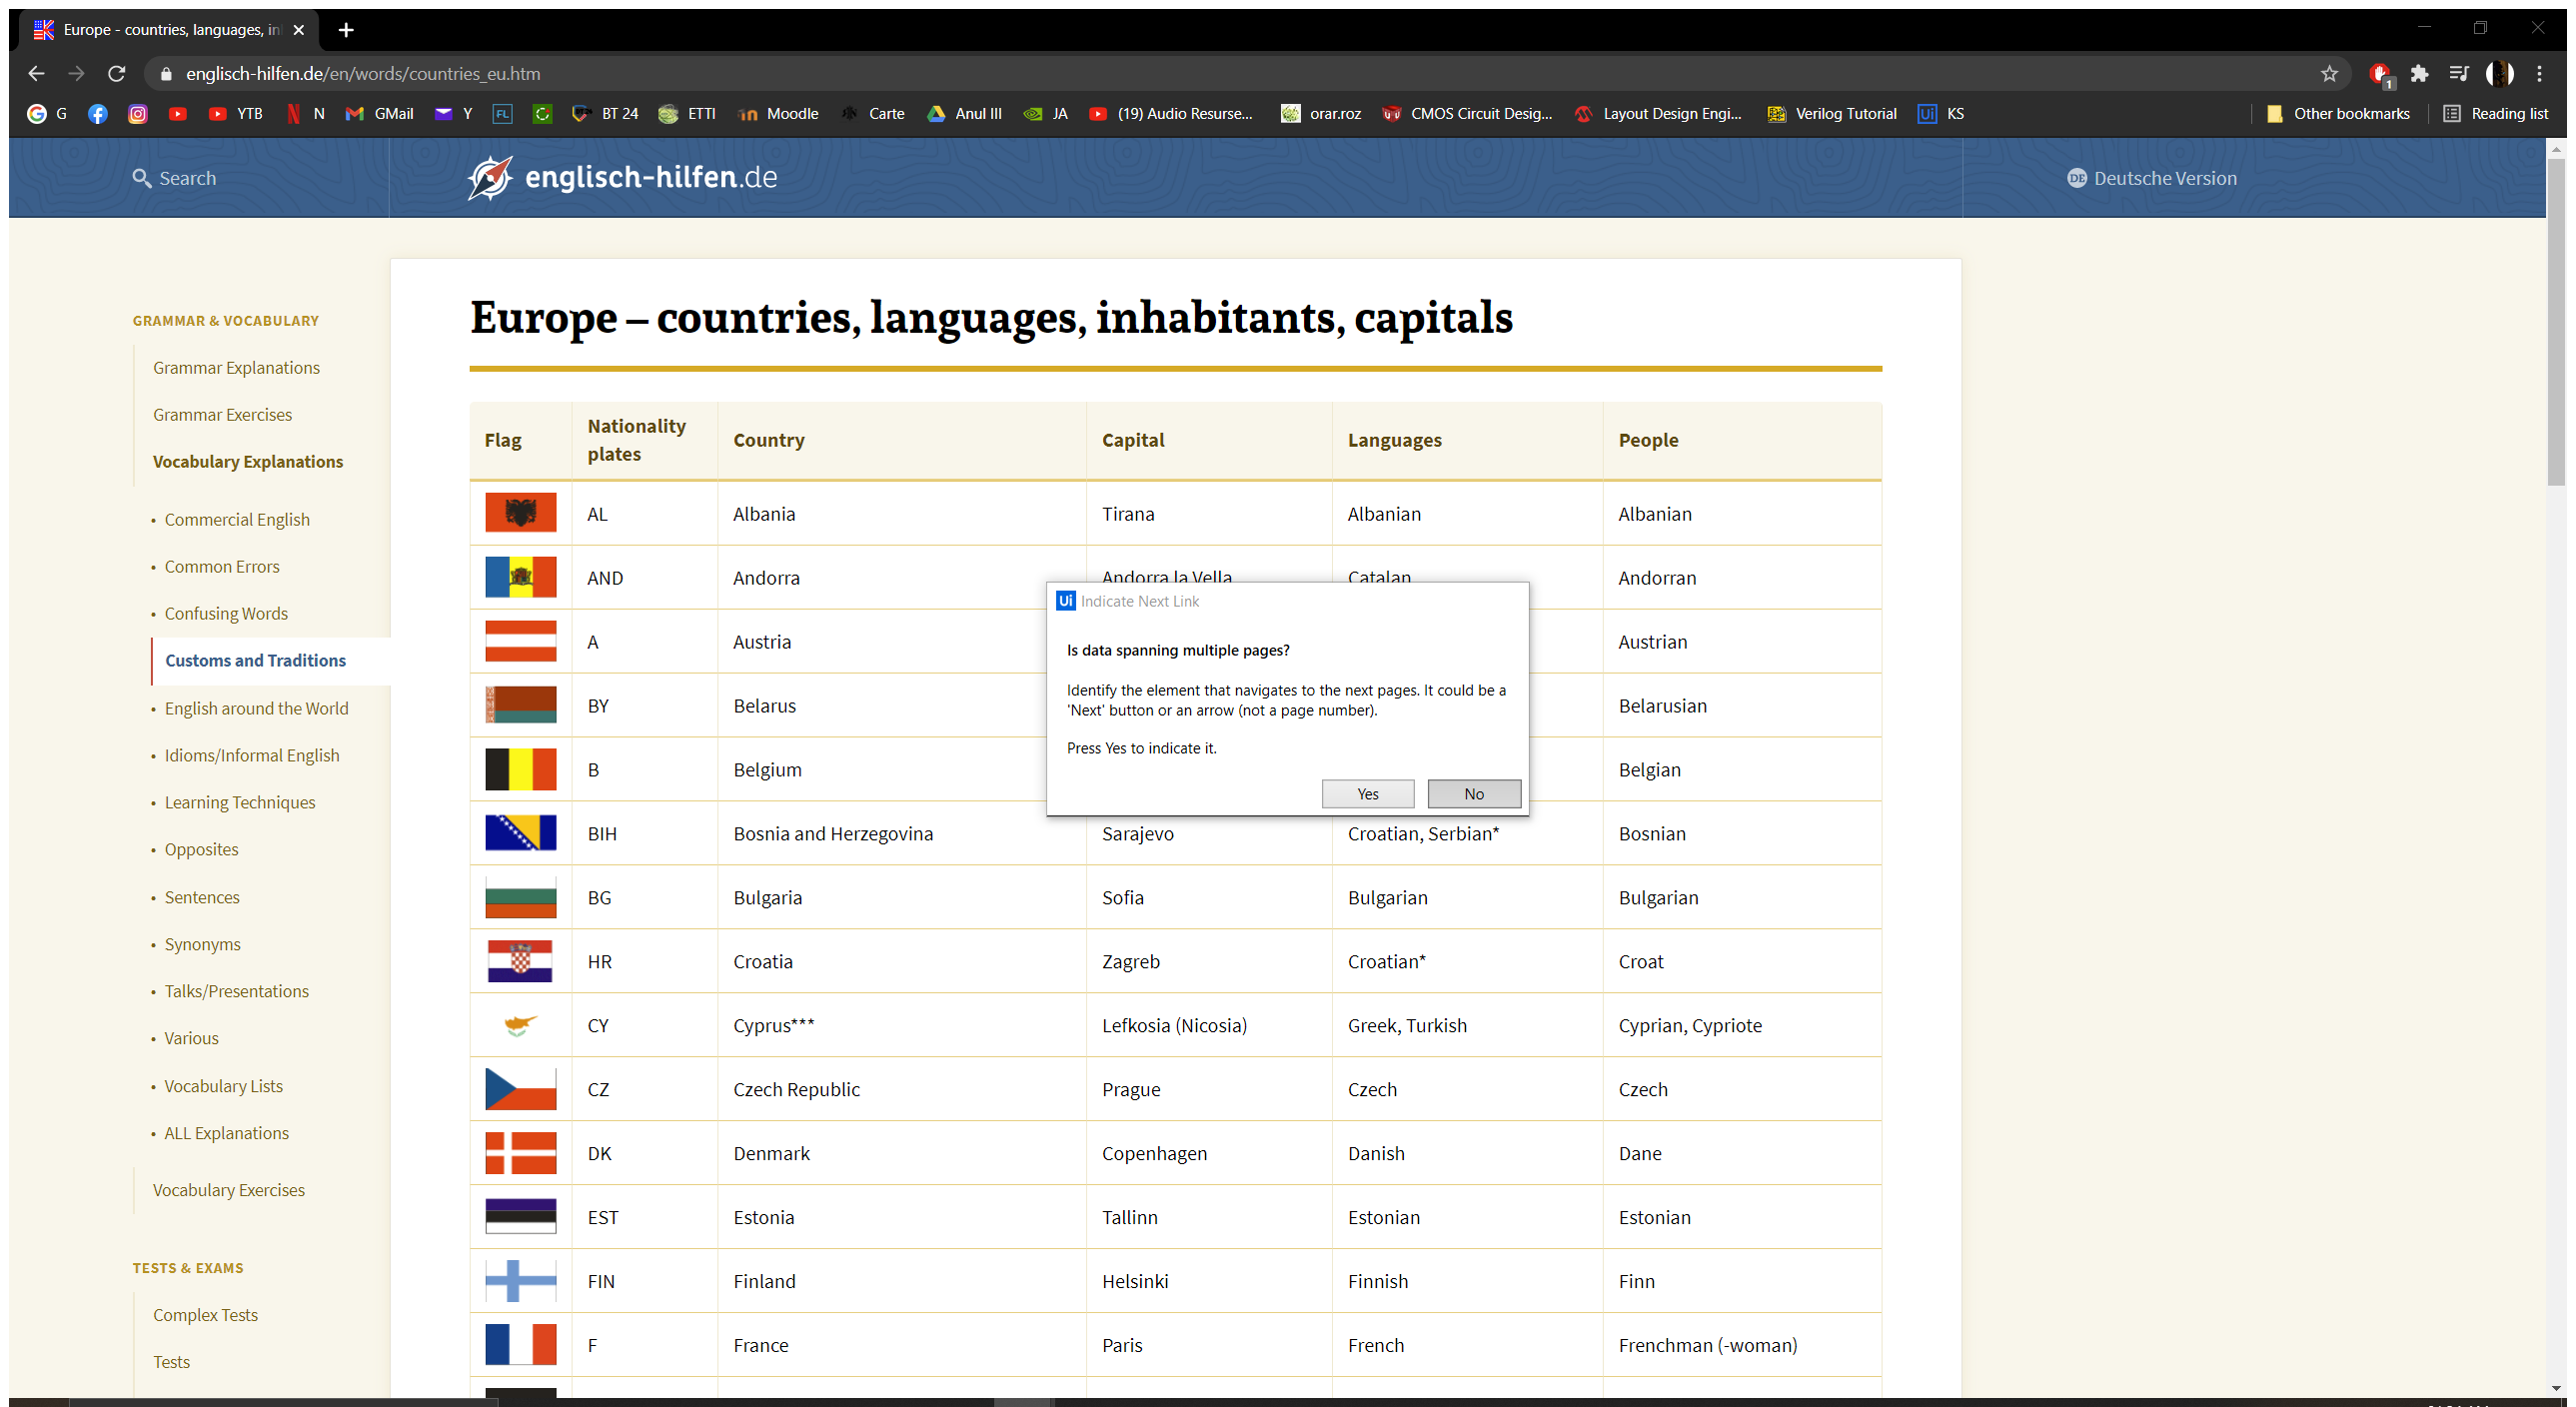 Europe - countries, languages, in
englisch-hilfen.de/en/words/countries_eu.htm
1
G
YTB
N
GMail
Y
FL
BT 24
ETTI
Moodle
Carte
Anul III
JA
(19) Audio Resurse...
orar.roz
CMOS Circuit Desig...
Layout Design Engi...
Verilog Tutorial
Ui
KS
Other bookmarks
Reading list
Search
englisch-hilfen.de
DE Deutsche Version
GRAMMAR & VOCABULARY
Grammar Explanations
Grammar Exercises
Vocabulary Explanations
• Commercial English
• Common Errors
• Confusing Words
Customs and Traditions
• English around the World
• Idioms/Informal English
• Learning Techniques
• Opposites
• Sentences
• Synonyms
• Talks/Presentations
• Various
• Vocabulary Lists
• ALL Explanations
Vocabulary Exercises
TESTS & EXAMS
Complex Tests
Tests
Europe – countries, languages, inhabitants, capitals
Flag Nationality plates Country Capital Languages People
AL Albania Tirana Albanian Albanian
AND Andorra Andorra la Vella Catalan Andorran
A Austria Austrian
BY Belarus Belarusian
B Belgium Belgian
BIH Bosnia and Herzegovina Sarajevo Croatian, Serbian* Bosnian
BG Bulgaria Sofia Bulgarian Bulgarian
HR Croatia Zagreb Croatian* Croat
CY Cyprus*** Lefkosia (Nicosia) Greek, Turkish Cyprian, Cypriote
CZ Czech Republic Prague Czech Czech
DK Denmark Copenhagen Danish Dane
EST Estonia Tallinn Estonian Estonian
FIN Finland Helsinki Finnish Finn
F France Paris French Frenchman (-woman)
Ui Indicate Next Link
Is data spanning multiple pages?
Identify the element that navigates to the next pages. It could be a
'Next' button or an arrow (not a page number).
Press Yes to indicate it.
Yes No